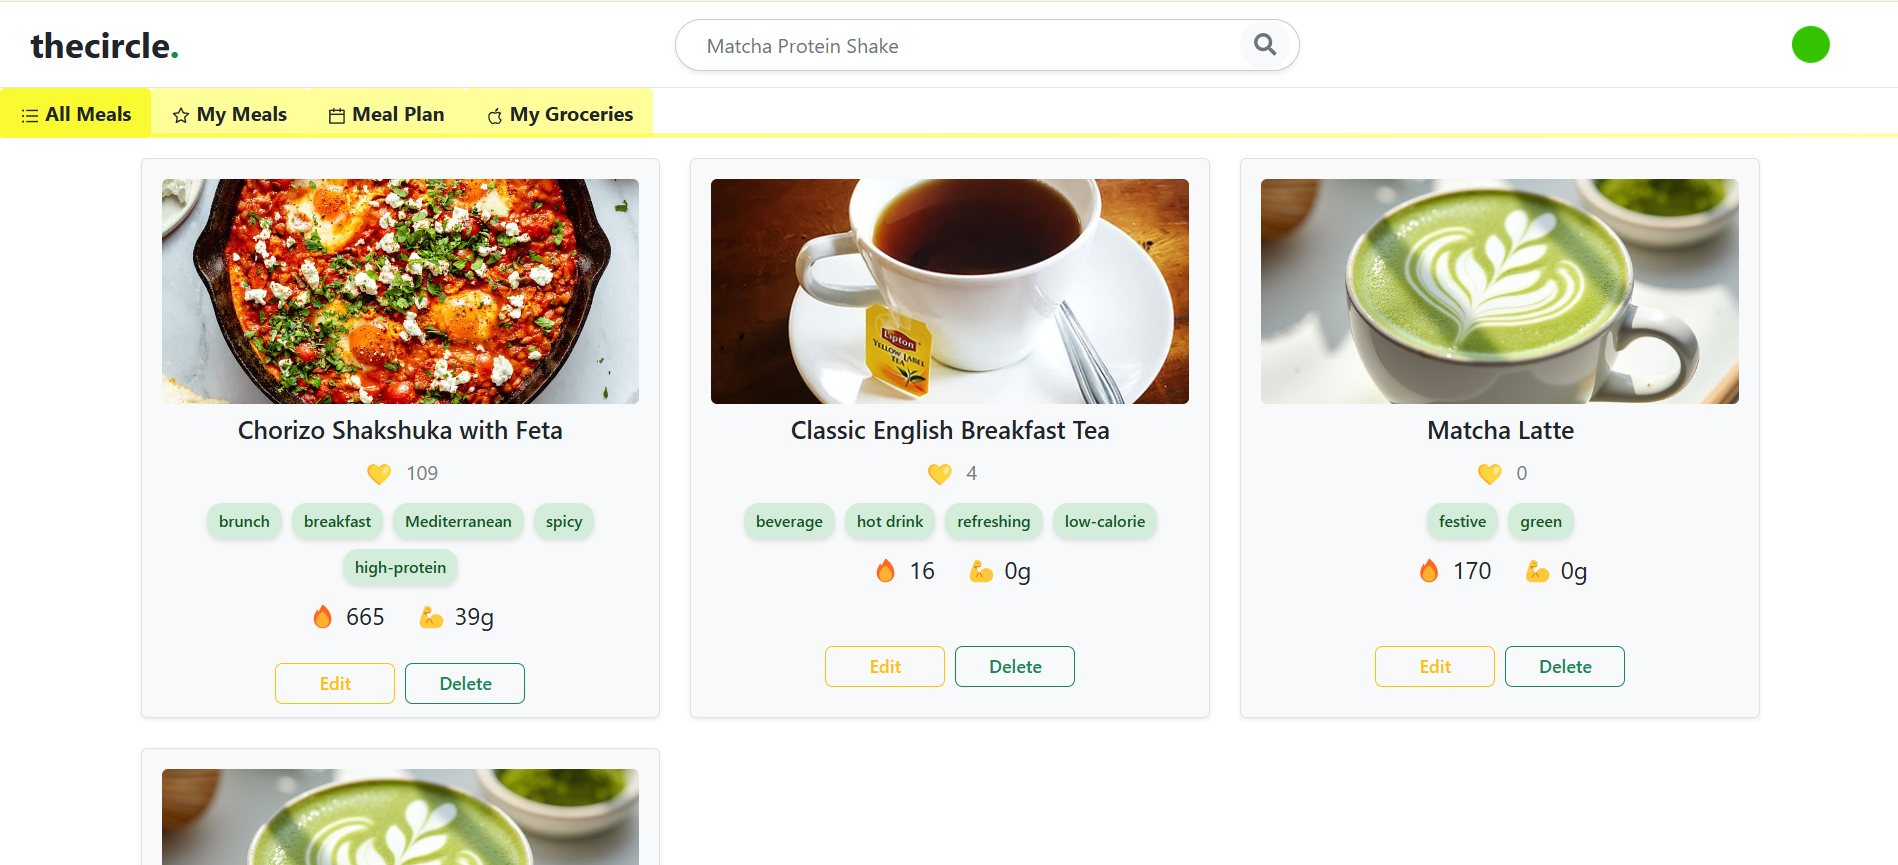 thecircle.
Matcha Protein Shake
All Meals
My Meals
Meal Plan
My Groceries
Lipton
YELLOW LABEL
TEA
Chorizo Shakshuka with Feta
109
brunch breakfast Mediterranean spicy
high-protein
665 39g
Edit Delete
Classic English Breakfast Tea
4
beverage hot drink refreshing low-calorie
16 0g
Edit Delete
Matcha Latte
0
festive green
170 0g
Edit Delete